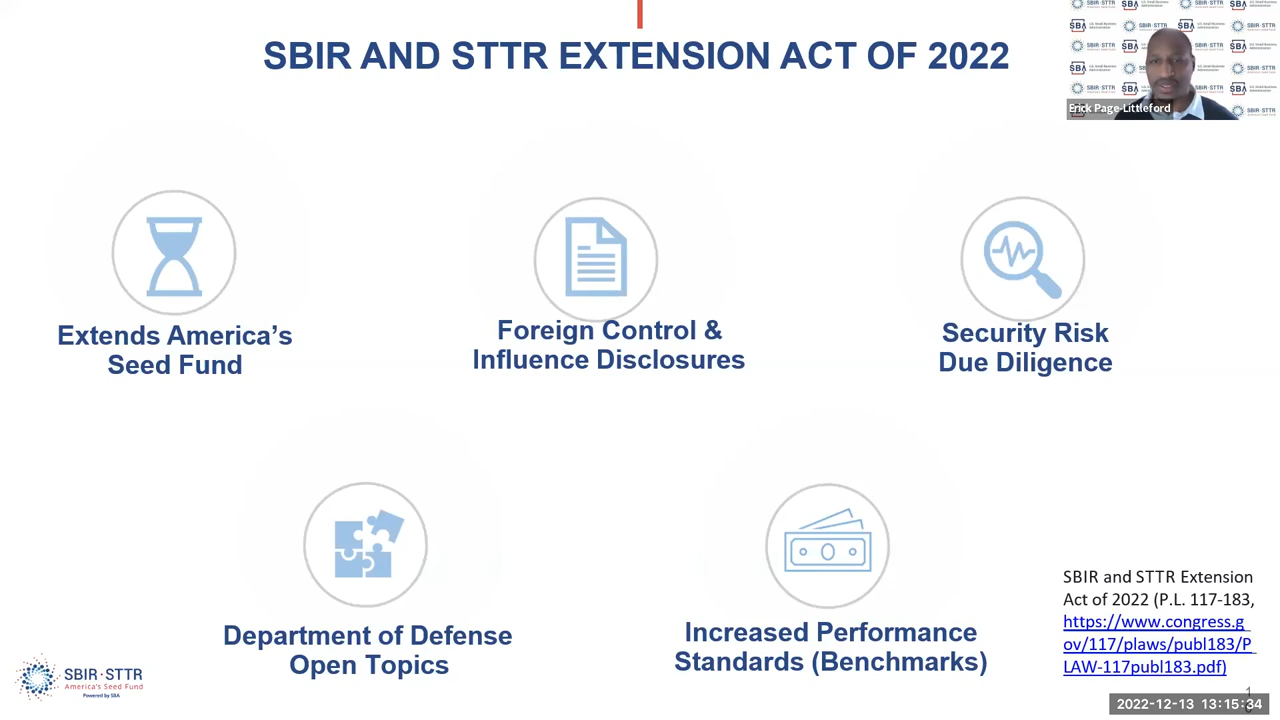 SBIR AND STTR EXTENSION ACT OF 2022
Erick Page-Littleford
Extends America's
Seed Fund
Foreign Control &
Influence Disclosures
Security Risk
Due Diligence
Department of Defense
Open Topics
Increased Performance
Standards (Benchmarks)
SBIR and STTR Extension
Act of 2022 (P.L. 117-183,
https://www.congress.g
ov/117/plaws/publ183/P
LAW-117publ183.pdf)
SBIR·STTR
America's Seed Fund
Powered by SBA
2022-12-13 13:15:34